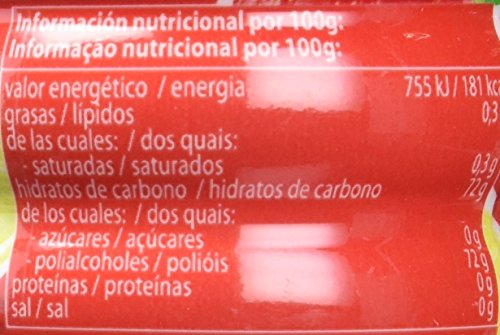 Información nutricional por 100g:
Informação nutricional por 100g:
valor energético / energia 755 kJ / 181 kc
grasas / lípidos 0,3
de las cuales: / dos quais:
- saturadas / saturados 0,3g
hidratos de carbono / hidratos de carbono 72g
de los cuales: / dos quais:
- azúcares / açúcares 0g
- polialcoholes / polióis 72g
proteínas / proteínas 0g
sal / sal 0g